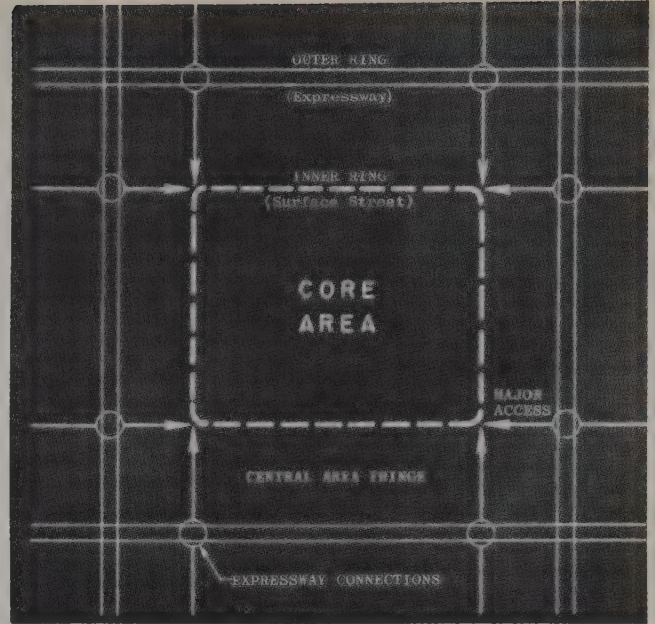 OUTER RING
(Expressway)
INNER RING
(Surface Street)
CORE
AREA
MAJOR
ACCESS
CENTRAL AREA FRINGE
EXPRESSWAY CONNECTIONS